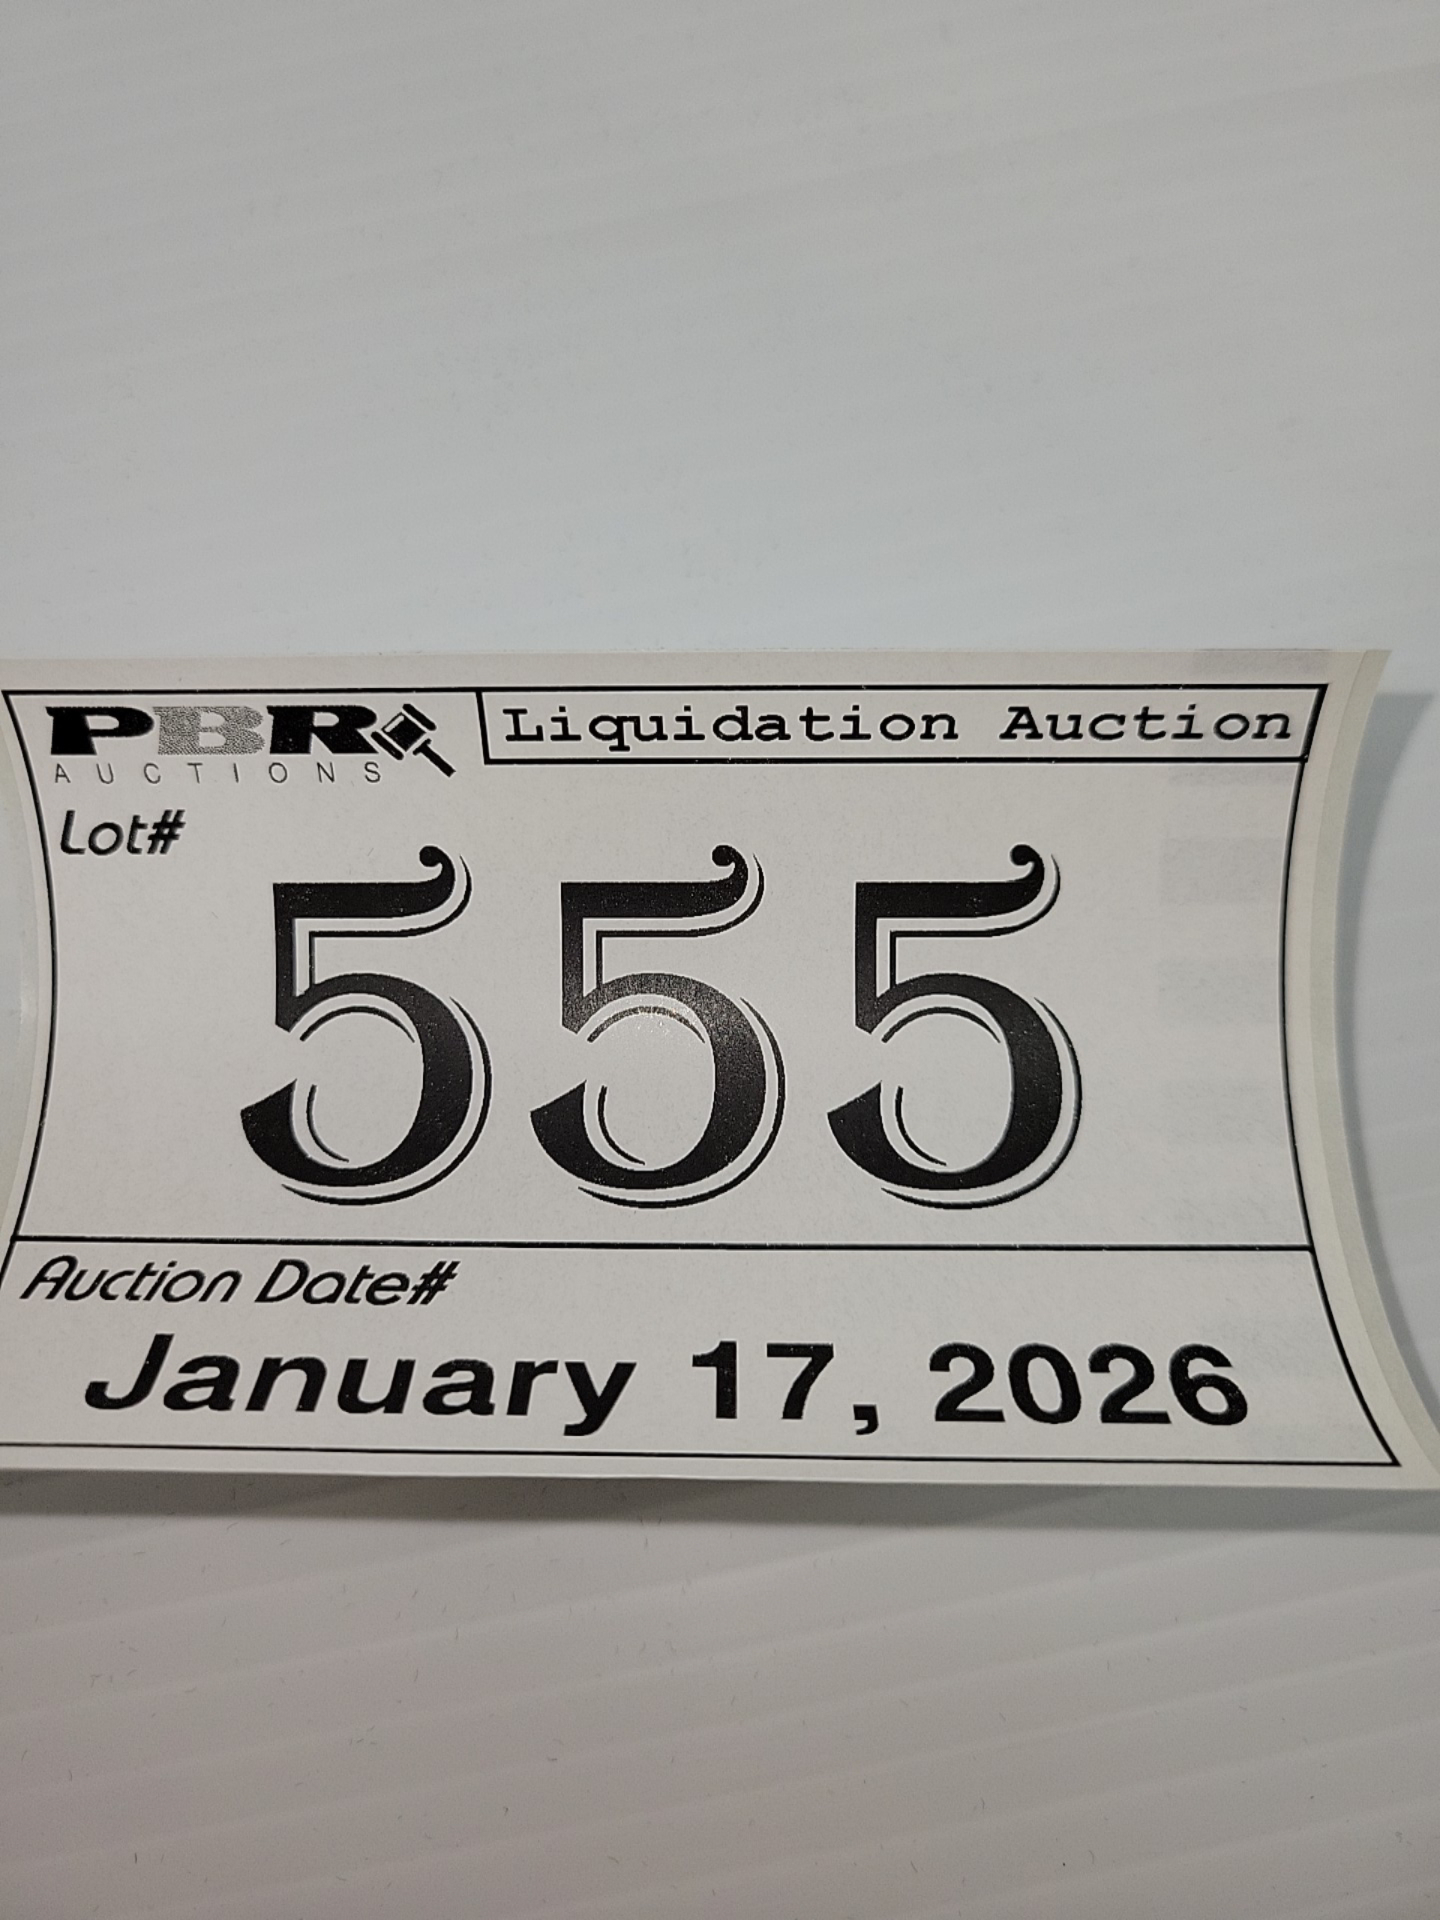 PBR
AUCTIONS
Liquidation Auction
Lot#
555
Auction Date#
January 17, 2026